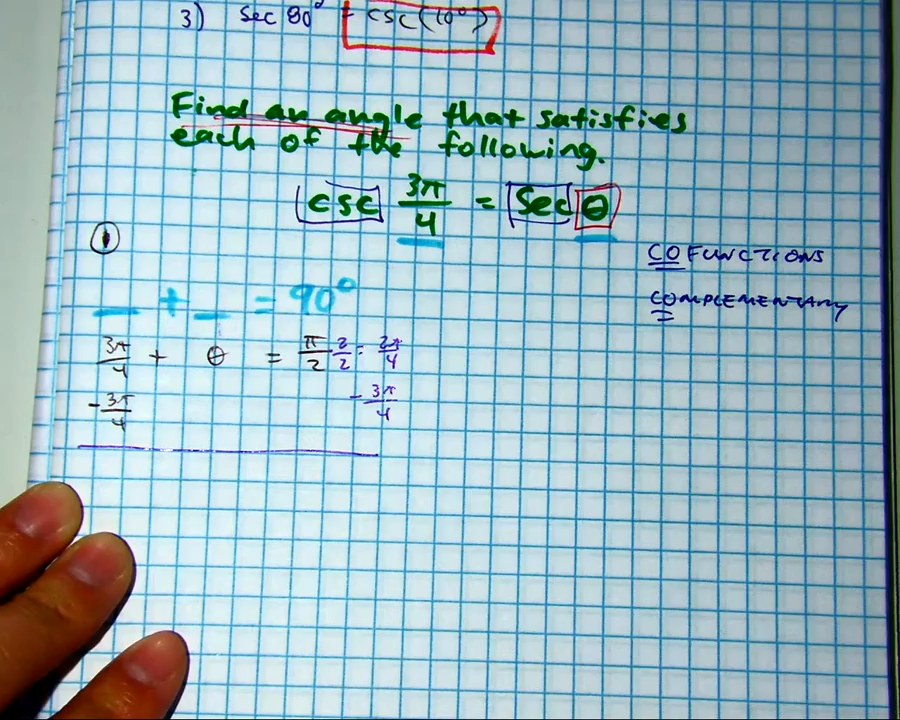 3) sec 80° = csc(10°)
Find an angle that satisfies
each of the following.
csc 3π/4 = sec θ
①
COFUNCTIONS
__ + __ = 90°
COMPLEMENTARY
3π/4 + θ = π/2 2/2 = 2π/4
- 3π/4 - 3π/4